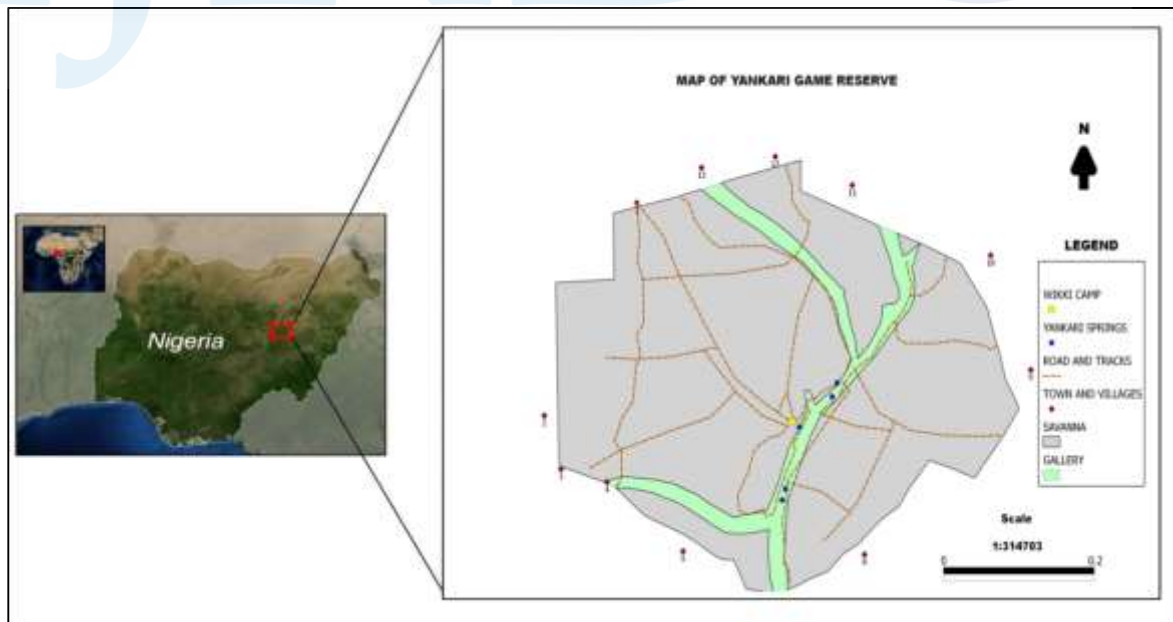 MAP OF YANKARI GAME RESERVE
N
Nigeria
LEGEND
WIKKI CAMP
YANKARI SPRINGS
ROAD AND TRACKS
TOWN AND VILLAGES
SAVANNA
GALLERY
Scale
1:314703
0 0.2